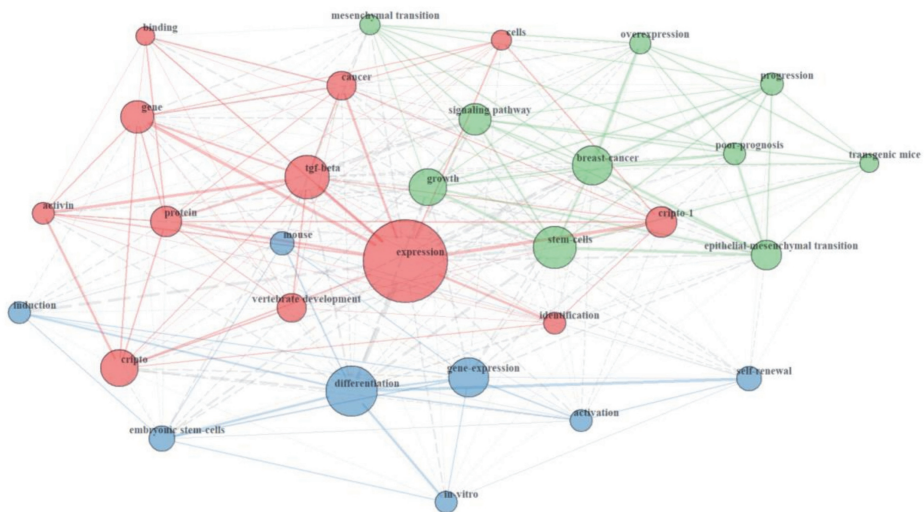 mesenchymal transition
binding
cells
overexpression
cancer
progression
gene
signaling pathway
poor-prognosis
breast-cancer
transgenic mice
tgf-beta
growth
activin
protein
cripto-1
mouse
expression
stem-cells
epithelial-mesenchymal transition
induction
vertebrate development
identification
cripto
differentiation
gene-expression
self-renewal
activation
embryonic stem-cells
in-vitro